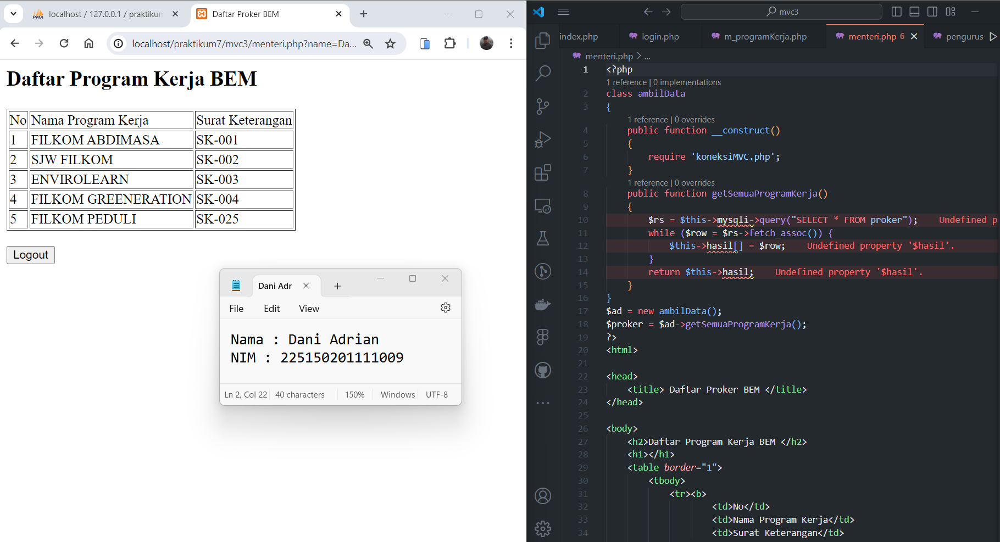 localhost / 127.0.0.1 / praktikum
Daftar Proker BEM
localhost/praktikum7/mvc3/menteri.php?name=Da...
Daftar Program Kerja BEM
No Nama Program Kerja Surat Keterangan
1 FILKOM ABDIMASA SK-001
2 SJW FILKOM SK-002
3 ENVIROLEARN SK-003
4 FILKOM GREENERATION SK-004
5 FILKOM PEDULI SK-025
Logout
Dani Adr
File Edit View
Nama : Dani Adrian
NIM : 225150201111009
Ln 2, Col 22 40 characters 150% Windows UTF-8
mvc3
index.php login.php m_programKerja.php menteri.php 6 pengurus
menteri.php > ...
1 <?php
1 reference | 0 implementations
2 class ambilData
3 {
1 reference | 0 overrides
4 public function __construct()
5 {
6 require 'koneksiMVC.php';
7 }
1 reference | 0 overrides
8 public function getSemuaProgramKerja()
9 {
10 $rs = $this->mysqli->query("SELECT * FROM proker"); Undefined p
11 while ($row = $rs->fetch_assoc()) {
12 $this->hasil[] = $row; Undefined property '$hasil'.
13 }
14 return $this->hasil; Undefined property '$hasil'.
15 }
16 }
17 $ad = new ambilData();
18 $proker = $ad->getSemuaProgramKerja();
19 ?>
20 <html>
21
22 <head>
23 <title> Daftar Proker BEM </title>
24 </head>
25
26 <body>
27 <h2>Daftar Program Kerja BEM </h2>
28 <h1></h1>
29 <table border="1">
30 <tbody>
31 <tr><b>
32 <td>No</td>
33 <td>Nama Program Kerja</td>
34 <td>Surat Keterangan</td>